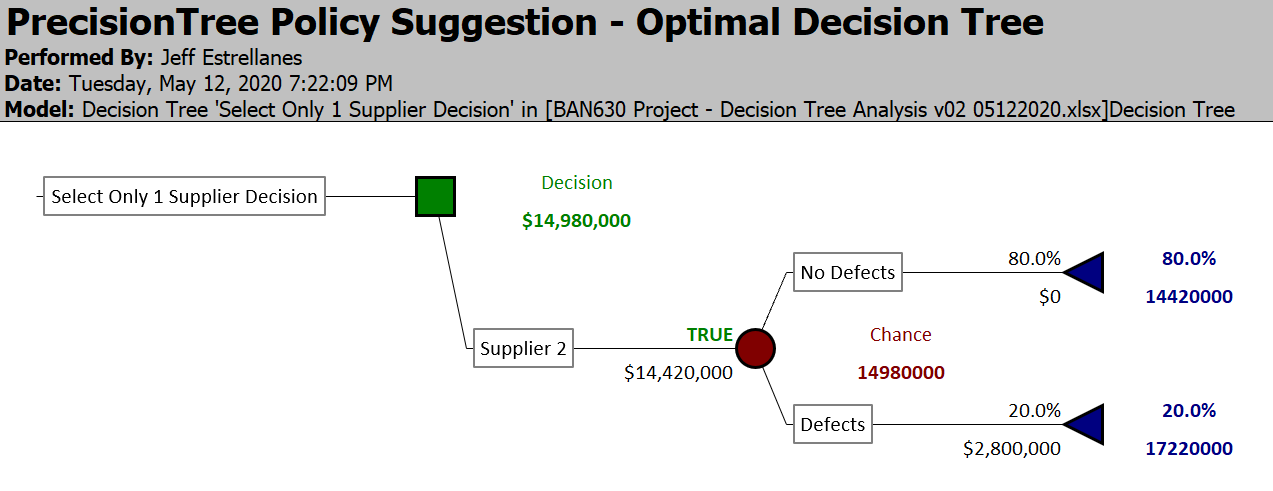 PrecisionTree Policy Suggestion - Optimal Decision Tree
Performed By: Jeff Estrellanes
Date: Tuesday, May 12, 2020 7:22:09 PM
Model: Decision Tree 'Select Only 1 Supplier Decision' in [BAN630 Project - Decision Tree Analysis v02 05122020.xlsx]Decision Tree
Select Only 1 Supplier Decision
Decision
$14,980,000
No Defects
80.0%
$0
80.0%
14420000
Supplier 2
TRUE
$14,420,000
Chance
14980000
Defects
20.0%
$2,800,000
20.0%
17220000